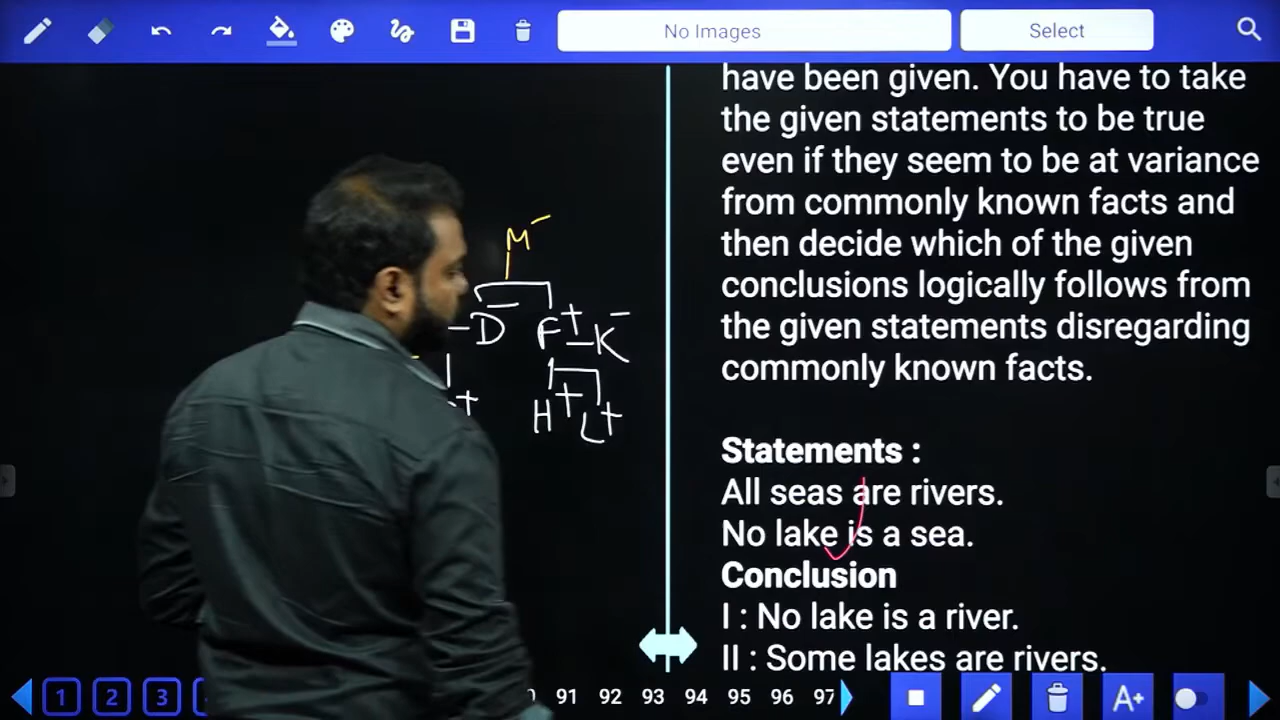 No Images
Select
have been given. You have to take
the given statements to be true
even if they seem to be at variance
from commonly known facts and
then decide which of the given
conclusions logically follows from
the given statements disregarding
commonly known facts.
Statements :
All seas are rivers.
No lake is a sea.
Conclusion
I : No lake is a river.
II : Some lakes are rivers.
M-
-D- F+ -K-
+ H+ L+
1 2 3
91 92 93 94 95 96 97
A+